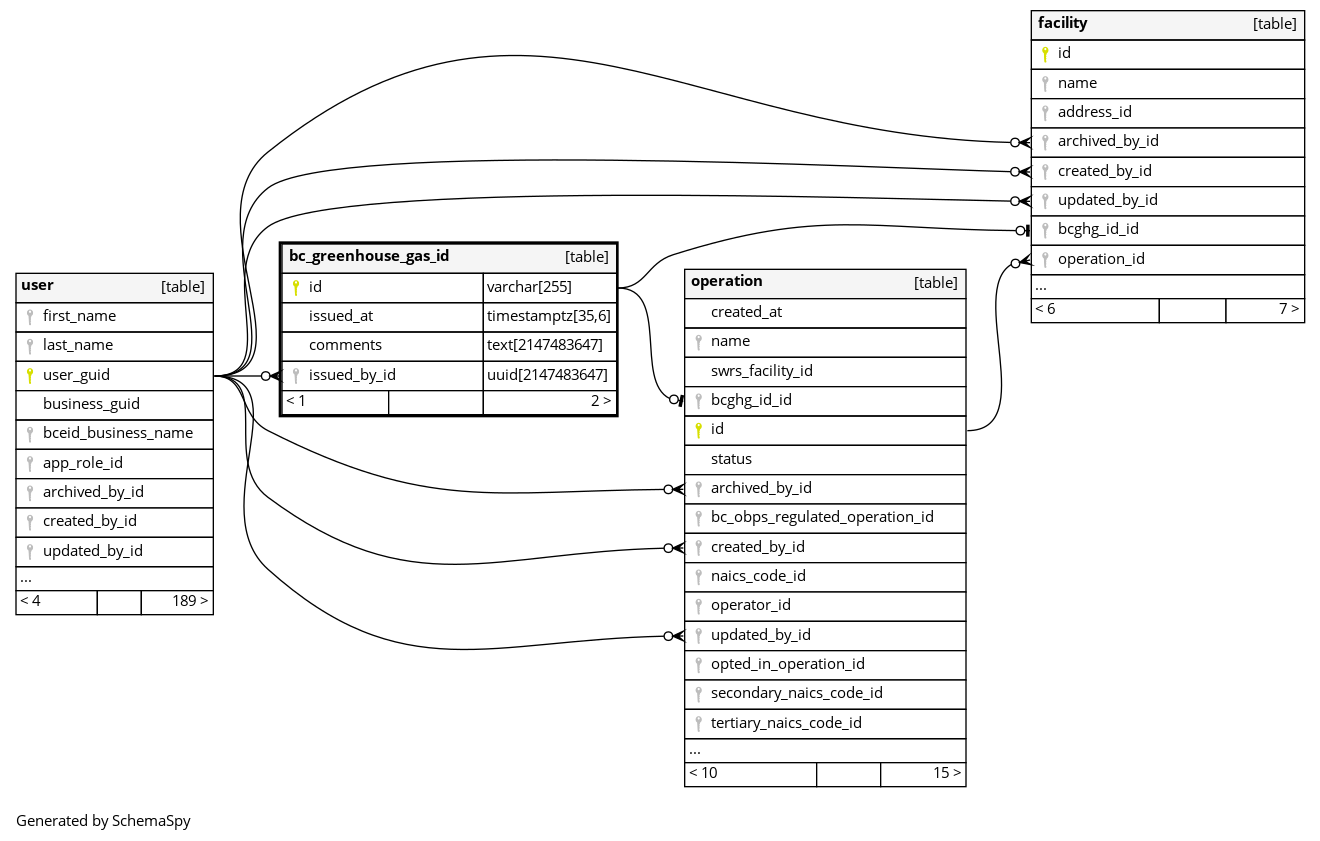 facility [table]
id
name
address_id
archived_by_id
created_by_id
updated_by_id
bcghg_id_id
operation_id
...
< 6 7 >
bc_greenhouse_gas_id [table]
id varchar[255]
issued_at timestamptz[35,6]
comments text[2147483647]
issued_by_id uuid[2147483647]
< 1 2 >
user [table]
first_name
last_name
user_guid
business_guid
bceid_business_name
app_role_id
archived_by_id
created_by_id
updated_by_id
...
< 4 189 >
operation [table]
created_at
name
swrs_facility_id
bcghg_id_id
id
status
archived_by_id
bc_obps_regulated_operation_id
created_by_id
naics_code_id
operator_id
updated_by_id
opted_in_operation_id
secondary_naics_code_id
tertiary_naics_code_id
...
< 10 15 >
Generated by SchemaSpy